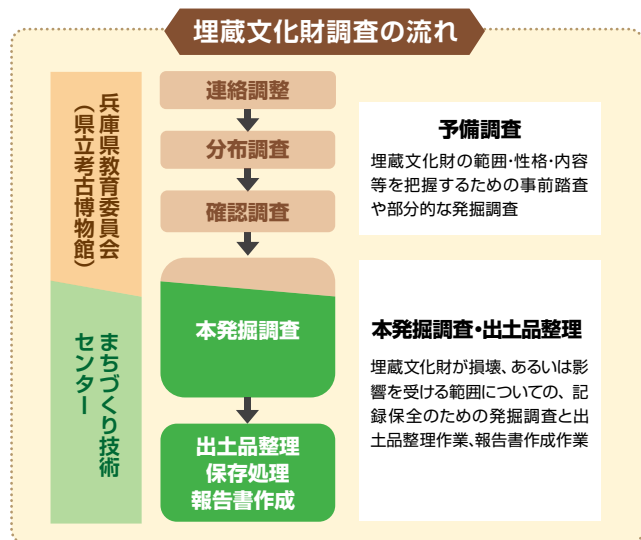 埋蔵文化財調査の流れ
兵庫県教育委員会
（県立考古博物館）
まちづくり技術
センター
連絡調整
分布調査
確認調査
本発掘調査
出土品整理
保存処理
報告書作成
予備調査
埋蔵文化財の範囲・性格・内容
等を把握するための事前踏査
や部分的な発掘調査
本発掘調査・出土品整理
埋蔵文化財が損壊、あるいは影
響を受ける範囲についての、記
録保全のための発掘調査と出
土品整理作業、報告書作成作業